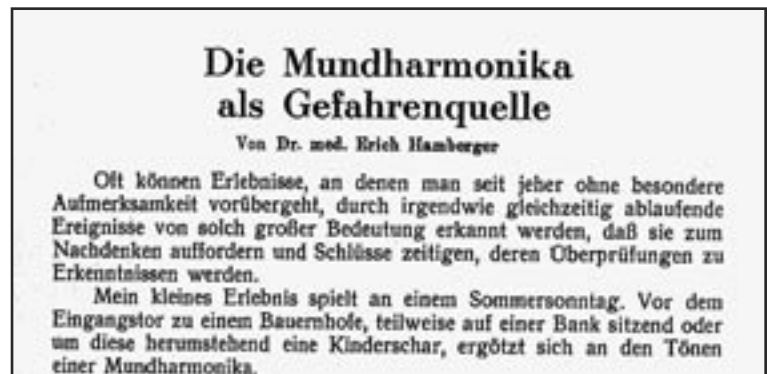 Die Mundharmonika
als Gefahrenquelle
Von Dr. med. Erich Hamberger
Oft können Erlebnisse, an denen man seit jeher ohne besondere
Aufmerksamkeit vorübergeht, durch irgendwie gleichzeitig ablaufende
Ereignisse von solch großer Bedeutung erkannt werden, daß sie zum
Nachdenken auffordern und Schlüsse zeitigen, deren Überprüfungen zu
Erkenntnissen werden.
Mein kleines Erlebnis spielt an einem Sommersonntag. Vor dem
Eingangstor zu einem Bauernhofe, teilweise auf einer Bank sitzend oder
um diese herumstehend eine Kinderschar, ergötzt sich an den Tönen
einer Mundharmonika.